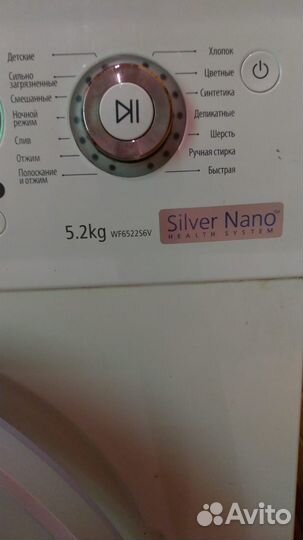 Детские
Сильно
загрязненные
Смешанные
Ночной
режим
Слив
Отжим
Полоскание
и отжим
Хлопок
Цветные
Синтетика
Деликатные
Шерсть
Ручная стирка
Быстрая
5.2kg WF6522S6V
Silver Nano
HEALTH SYSTEM
Avito